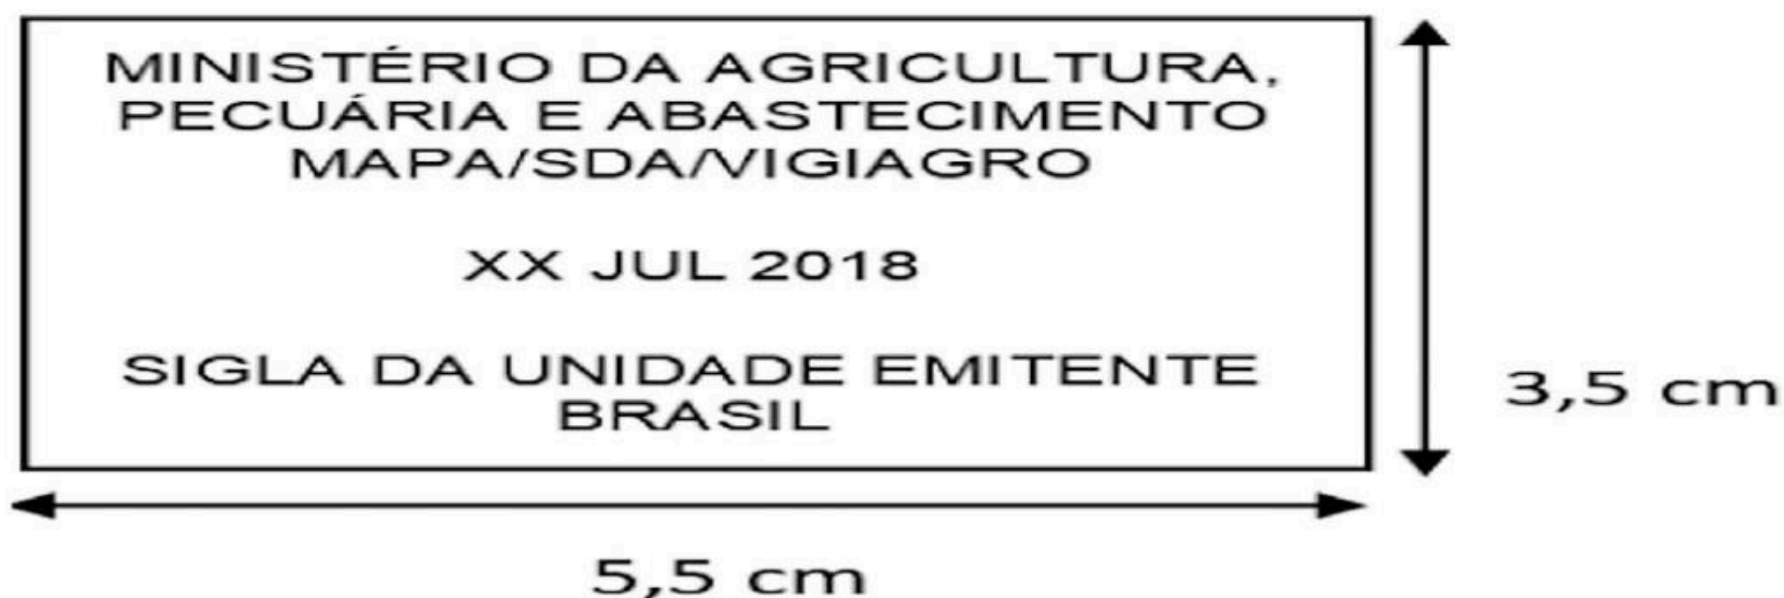 MINISTÉRIO DA AGRICULTURA,
PECUÁRIA E ABASTECIMENTO
MAPA/SDA/VIGIAGRO
XX JUL 2018
SIGLA DA UNIDADE EMITENTE
BRASIL
3,5 cm
5,5 cm